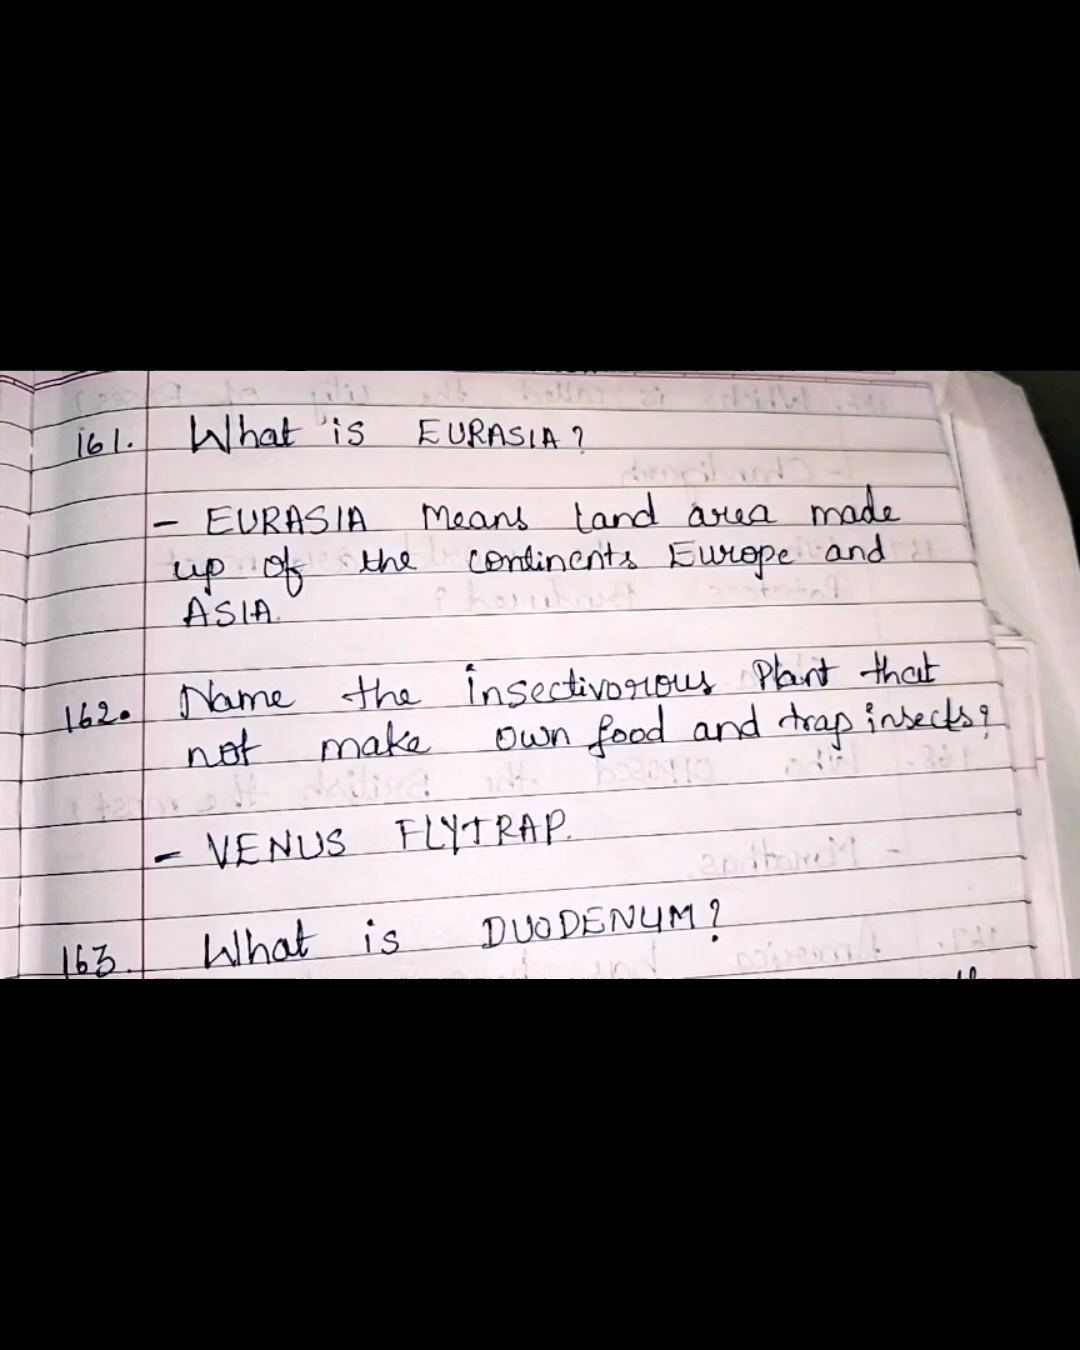 161. What is EURASIA?
- EURASIA Means Land area made
up of the continents Europe and
ASIA.
162. Name the insectivorous Plant that
not make own food and trap insects?
- VENUS FLYTRAP.
163. What is DUODENUM?